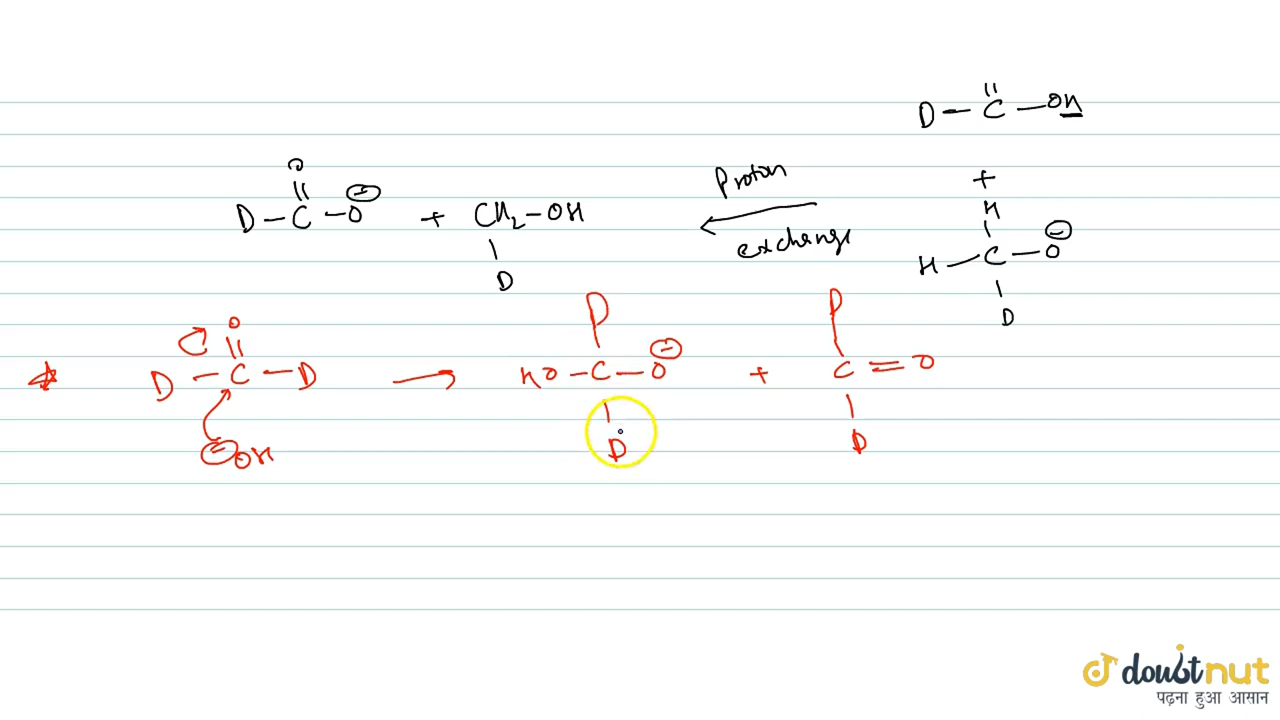 D - C - OH
+
H
H - C - O ⊖
D
Proton
exchange
O
D - C - O ⊖ + CH2-OH
D
O D D
D - C - D → HO - C - O ⊖ + C = O
⊖OH D D
doubtnut
पढ़ना हुआ आसान